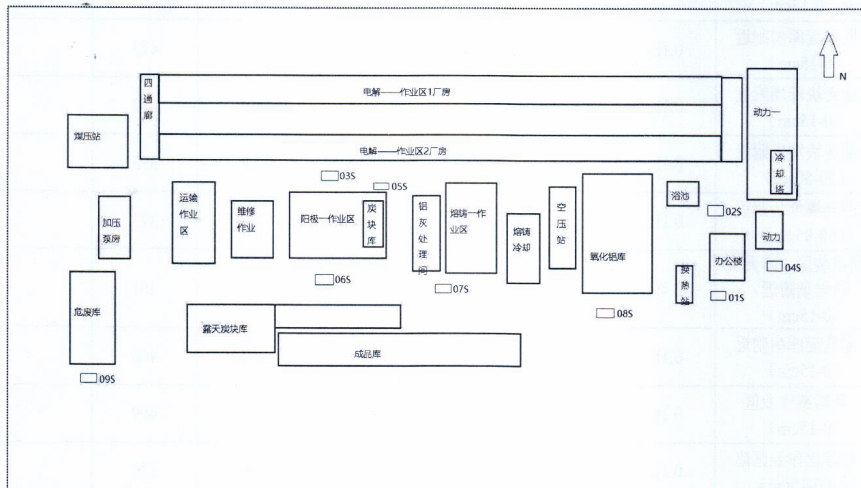 N
四通廊
电解——作业区1厂房
动力一
煤压站
电解——作业区2厂房
冷却塔
03S
05S
运输作业区
维修作业
阳极一作业区
炭块库
铝灰处理间
熔铸一作业区
熔铸冷却
空压站
氧化铝库
浴池
02S
加压泵房
动力
办公楼
04S
06S
07S
换热站
01S
危废库
08S
露天炭块库
成品库
09S